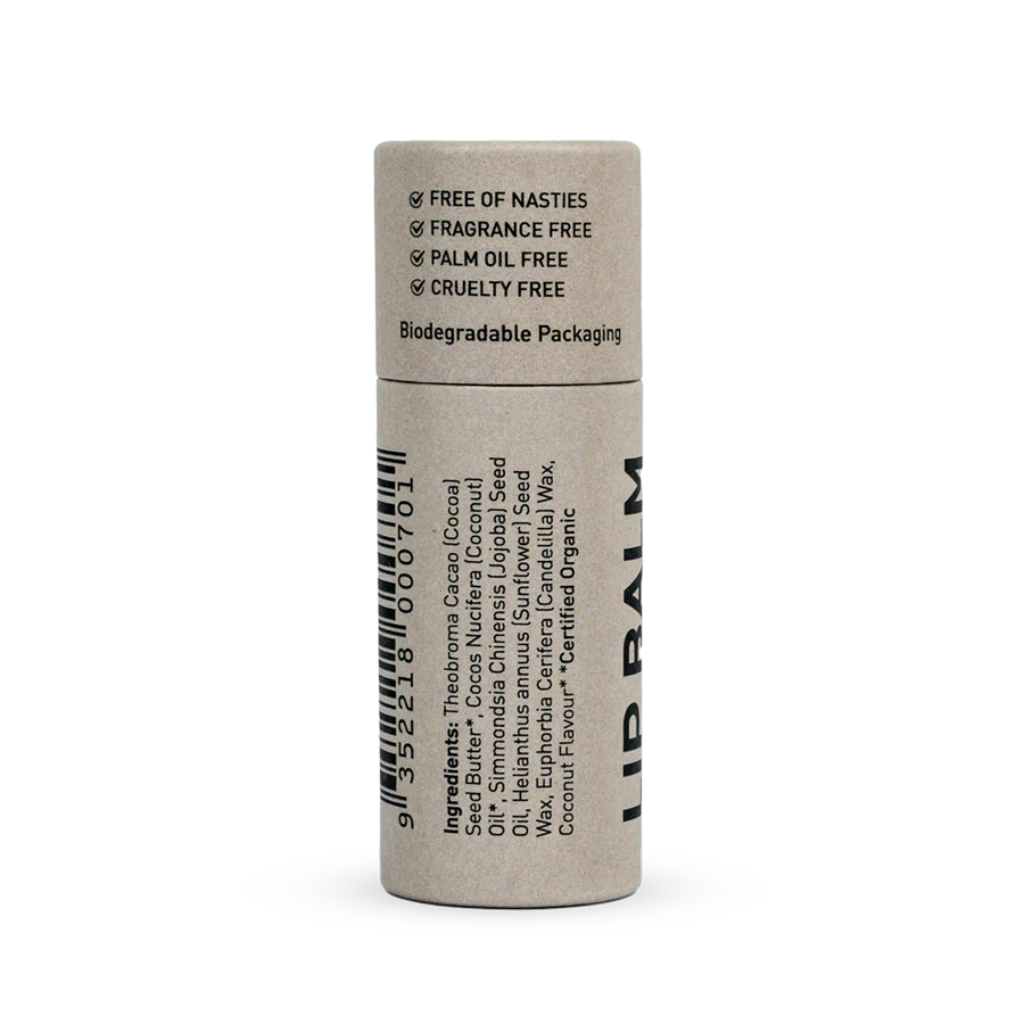 FREE OF NASTIES
FRAGRANCE FREE
PALM OIL FREE
CRUELTY FREE
Biodegradable Packaging
9 352218 000701
Ingredients: Theobroma Cacao (Cocoa)
Seed Butter*, Cocos Nucifera (Coconut)
Oil*, Simmondsia Chinensis (Jojoba) Seed
Oil, Helianthus annuus (Sunflower) Seed
Wax, Euphorbia Cerifera (Candelilla) Wax,
Coconut Flavour* *Certified Organic
LIP BALM